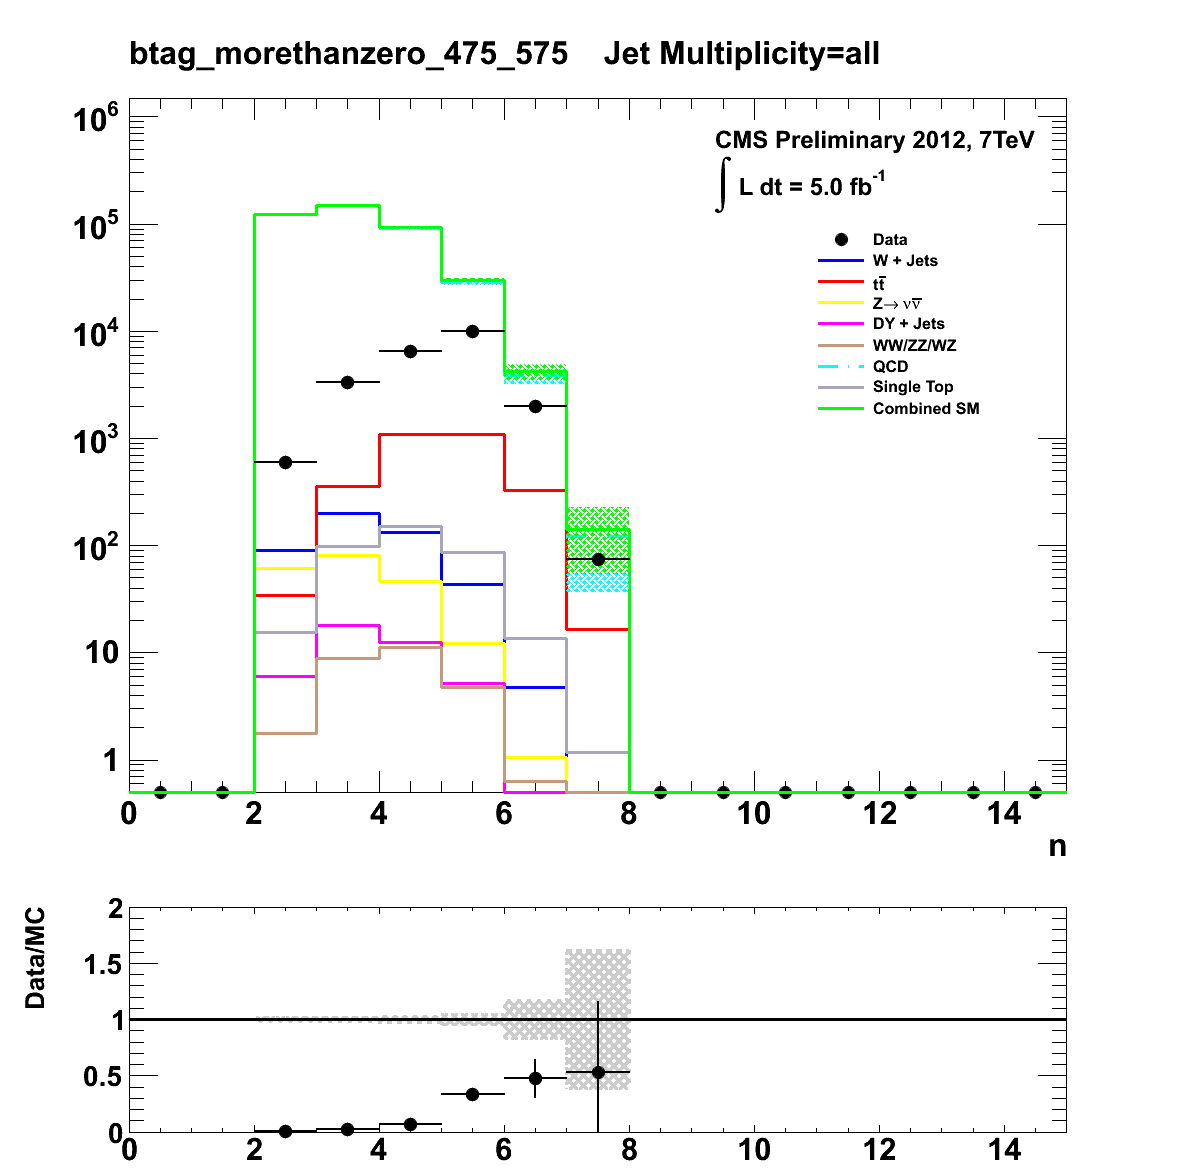 btag_morethanzero_475_575 Jet Multiplicity=all
10^6
10^5
10^4
10^3
10^2
10
1
CMS Preliminary 2012, 7TeV
∫ L dt = 5.0 fb^-1
Data
W + Jets
tt̅
Z→ νν̅
DY + Jets
WW/ZZ/WZ
QCD
Single Top
Combined SM
0 2 4 6 8 10 12 14
n
Data/MC
2
1.5
1
0.5
0
0 2 4 6 8 10 12 14